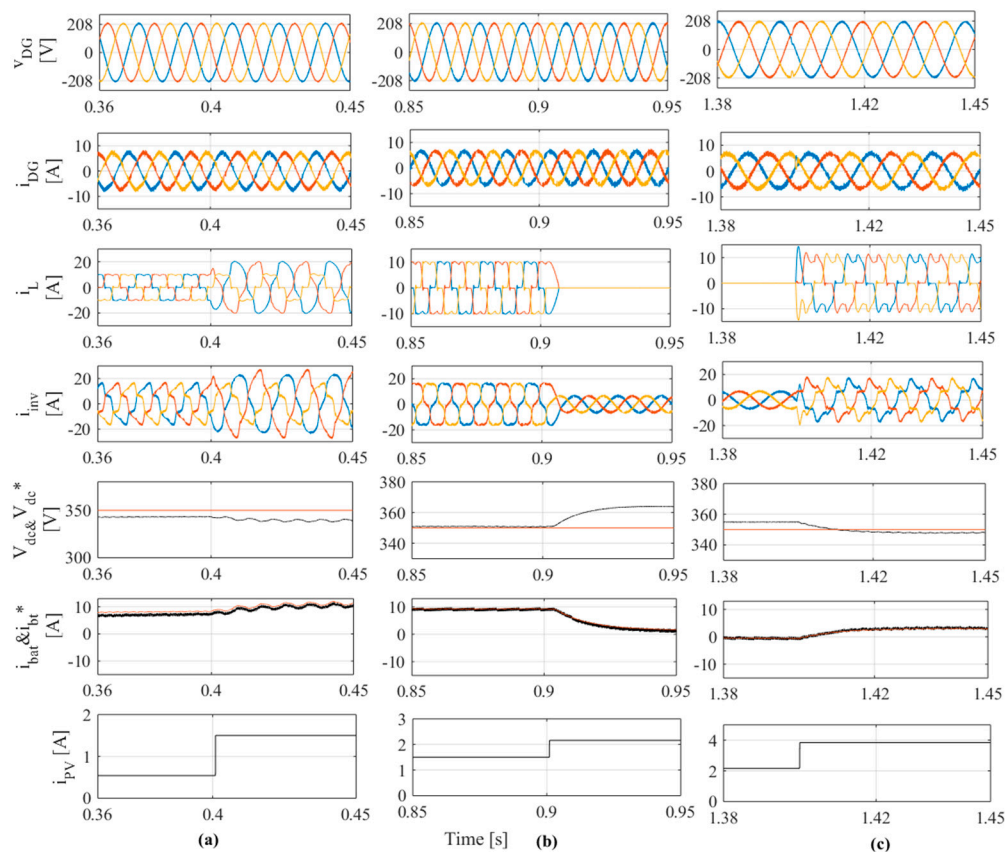 v_DG [V]
208
0
-208
0.36 0.4 0.45
208
0
-208
0.85 0.9 0.95
208
0
-208
1.38 1.42 1.45
i_DG [A]
10
0
-10
0.36 0.4 0.45
10
0
-10
0.85 0.9 0.95
10
0
-10
1.38 1.42 1.45
i_L [A]
20
0
-20
0.36 0.4 0.45
10
0
-10
0.85 0.9 0.95
10
0
-10
1.38 1.42 1.45
i_inv [A]
20
0
-20
0.36 0.4 0.45
20
0
-20
0.85 0.9 0.95
20
0
-20
1.38 1.42 1.45
V_dc& V_dc* [V]
350
300
0.36 0.4 0.45
360
340
0.85 0.9 0.95
380
360
340
1.38 1.42 1.45
i_bat&i_bt* [A]
10
0
-10
0.36 0.4 0.45
10
0
-10
0.85 0.9 0.95
10
0
-10
1.38 1.42 1.45
i_PV [A]
2
1
0
0.36 0.4 0.45
3
2
1
0
0.85 0.9 0.95
4
2
0
1.38 1.42 1.45
(a)
Time [s]
(b)
(c)